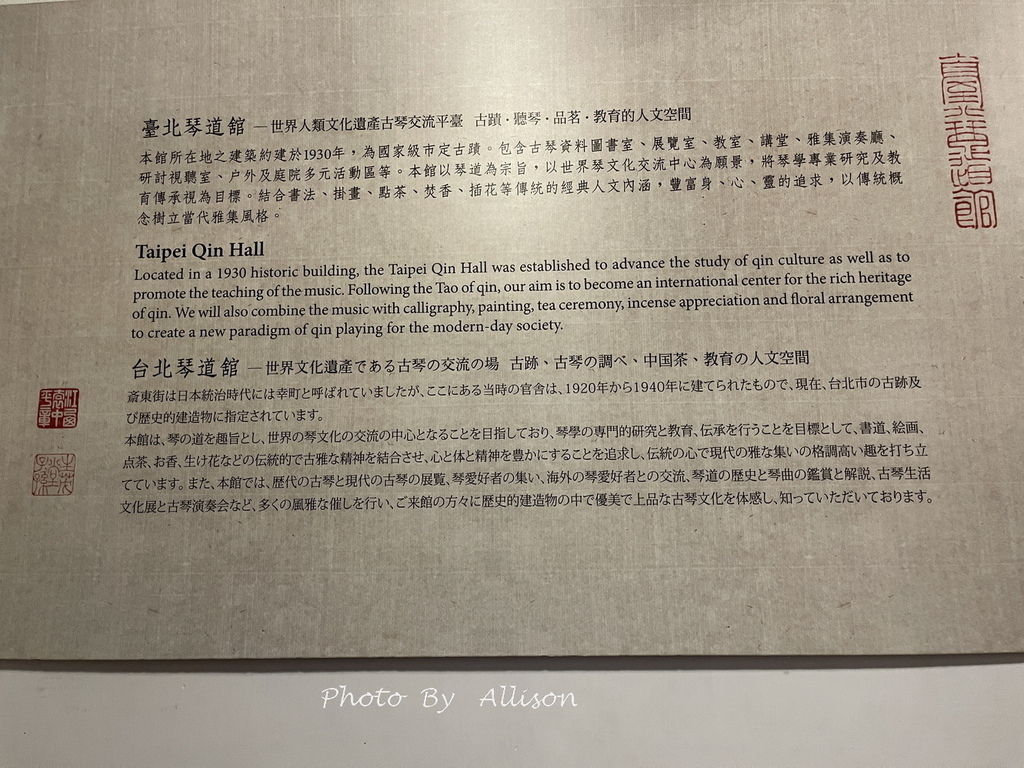 臺北琴道館 —世界人類文化遺產古琴交流平臺 古蹟·聽琴·品茗·教育的人文空間
本館所在地之建築約建於1930年，為國家級市定古蹟。包含古琴資料圖書室、展覽室、教室、講堂、雅集演奏廳、
研討視聽室、戶外及庭院多元活動區等。本館以琴道為宗旨，以世界琴文化交流中心為願景，將琴學專業研究及教
育傳承視為目標。結合書法、掛畫、點茶、焚香、插花等傳統的經典人文內涵，豐富身、心、靈的追求，以傳統概
念樹立當代雅集風格。
Taipei Qin Hall
Located in a 1930 historic building, the Taipei Qin Hall was established to advance the study of qin culture as well as to
promote the teaching of the music. Following the Tao of qin, our aim is to become an international center for the rich heritage
of qin. We will also combine the music with calligraphy, painting, tea ceremony, incense appreciation and floral arrangement
to create a new paradigm of qin playing for the modern-day society.
台北琴道館 —世界文化遺產である古琴の交流の場 古跡、古琴の調べ、中国茶、教育の人文空間
斎東街は日本統治時代には幸町と呼ばれていましたが、ここにある当時の官舎は、1920年から1940年に建てられたもので、現在、台北市の古跡及
び歴史的建造物に指定されています。
本館は、琴の道を趣旨とし、世界の琴文化の交流の中心となることを目指しており、琴學の専門的研究と教育、伝承を行うことを目標として、書道、絵画、
点茶、お香、生け花などの伝統的で古雅な精神を結合させ、心と体と精神を豊かにすることを追求し、伝統の心で現代の雅な集いの格調高い趣を打ち立
てています。また、本館では、歴代の古琴と現代の古琴の展覧、琴愛好者の集い、海外の琴愛好者との交流、琴道の歴史と琴曲の鑑賞と解説、古琴生活
文化展と古琴演奏会など、多くの風雅な催しを行い、ご来館の方々に歴史的建造物の中で優美で上品な古琴文化を体感し、知っていただいております。
臺北琴道館
Photo By Allison